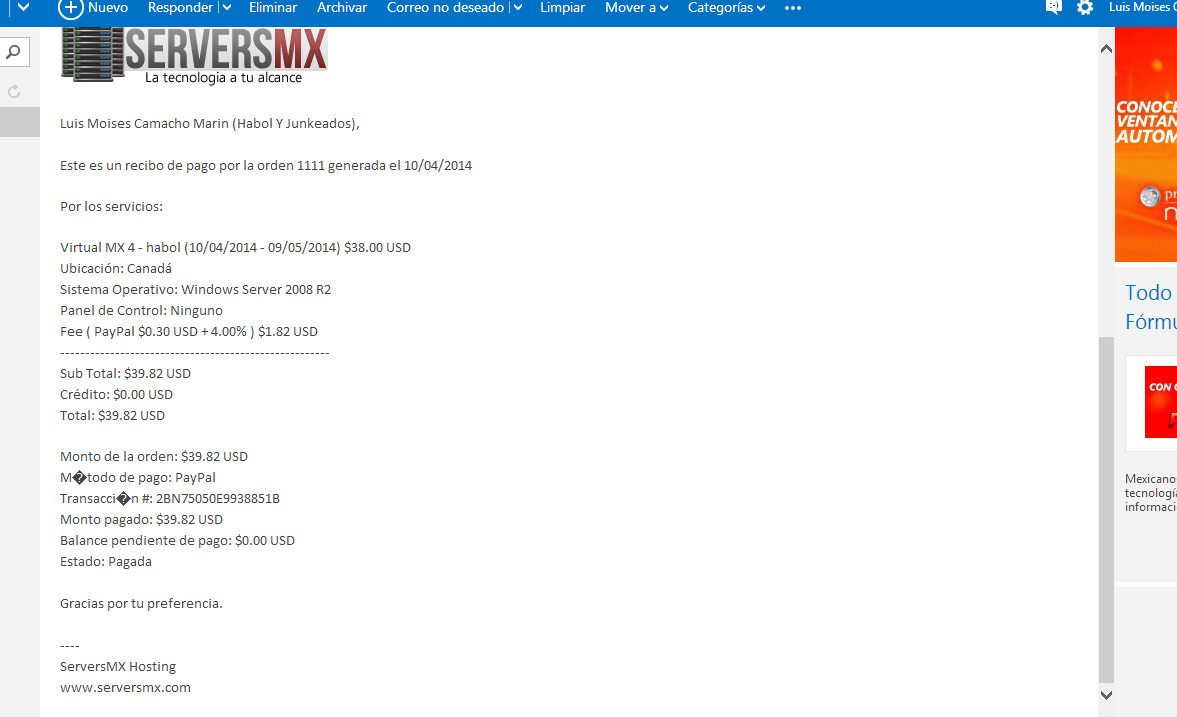 Nuevo Responder Eliminar Archivar Correo no deseado Limpiar Mover a Categorías ••• Luis Moises
SERVERSMX
La tecnologia a tu alcance
Luis Moises Camacho Marin (Habol Y Junkeados),
Este es un recibo de pago por la orden 1111 generada el 10/04/2014
Por los servicios:
Virtual MX 4 - habol (10/04/2014 - 09/05/2014) $38.00 USD
Ubicación: Canadá
Sistema Operativo: Windows Server 2008 R2
Panel de Control: Ninguno
Fee ( PayPal $0.30 USD + 4.00% ) $1.82 USD
------------------------------------------------------
Sub Total: $39.82 USD
Crédito: $0.00 USD
Total: $39.82 USD
Monto de la orden: $39.82 USD
M�todo de pago: PayPal
Transacci�n #: 2BN75050E9938851B
Monto pagado: $39.82 USD
Balance pendiente de pago: $0.00 USD
Estado: Pagada
Gracias por tu preferencia.
----
ServersMX Hosting
www.serversmx.com
CONOCE
VENTAN
AUTOM
Todo
Fórmu
CON
Mexicano
tecnología
informaci